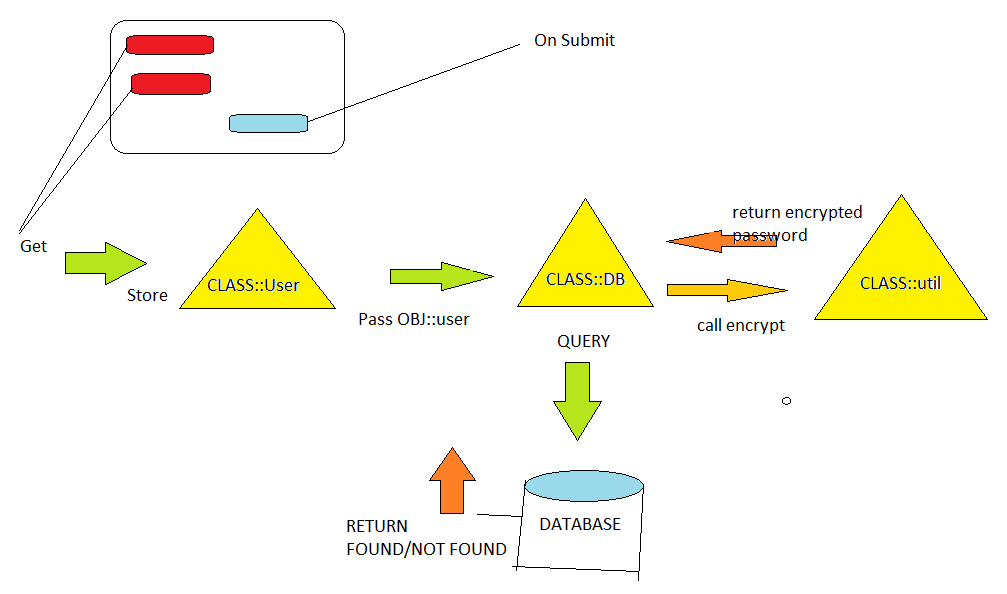 On Submit
Get
Store
CLASS::User
Pass OBJ::user
CLASS::DB
QUERY
return encrypted
password
call encrypt
CLASS::util
DATABASE
RETURN
FOUND/NOT FOUND